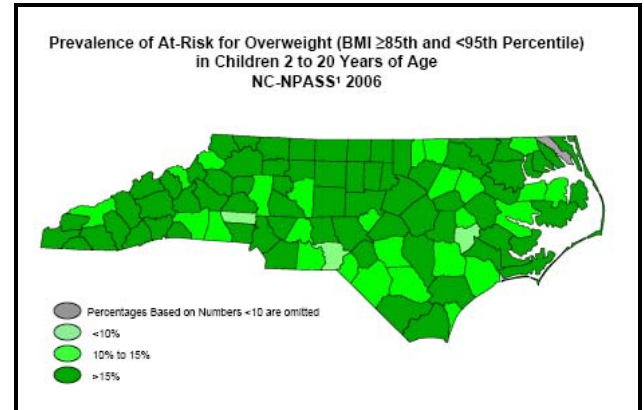 Prevalence of At-Risk for Overweight (BMI ≥85th and <95th Percentile)
in Children 2 to 20 Years of Age
NC-NPASS¹ 2006
Percentages Based on Numbers <10 are omitted
<10%
10% to 15%
>15%